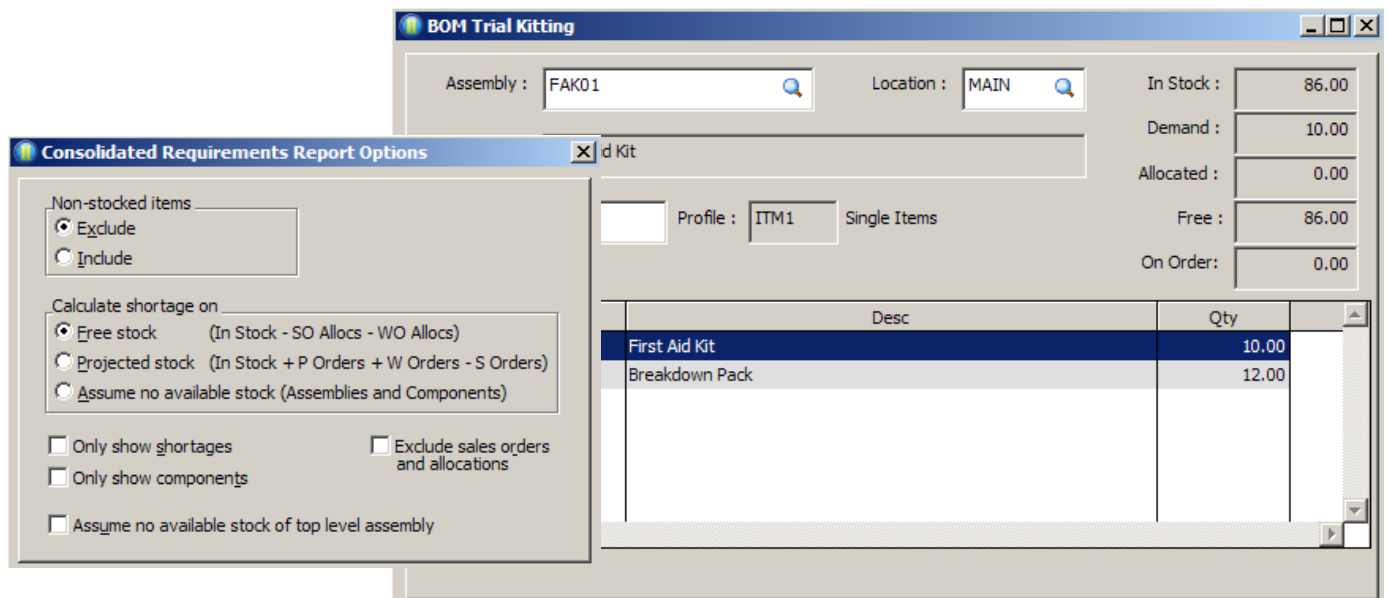 BOM Trial Kitting
Assembly : FAK01 Location : MAIN In Stock : 86.00
Demand : 10.00
id Kit
Allocated : 0.00
Profile : ITM1 Single Items Free : 86.00
On Order: 0.00
Desc Qty
First Aid Kit 10.00
Breakdown Pack 12.00
Consolidated Requirements Report Options
Non-stocked items
Exclude
Include
Calculate shortage on
Free stock (In Stock - SO Allocs - WO Allocs)
Projected stock (In Stock + P Orders + W Orders - S Orders)
Assume no available stock (Assemblies and Components)
Only show shortages
Exclude sales orders
and allocations
Only show components
Assume no available stock of top level assembly